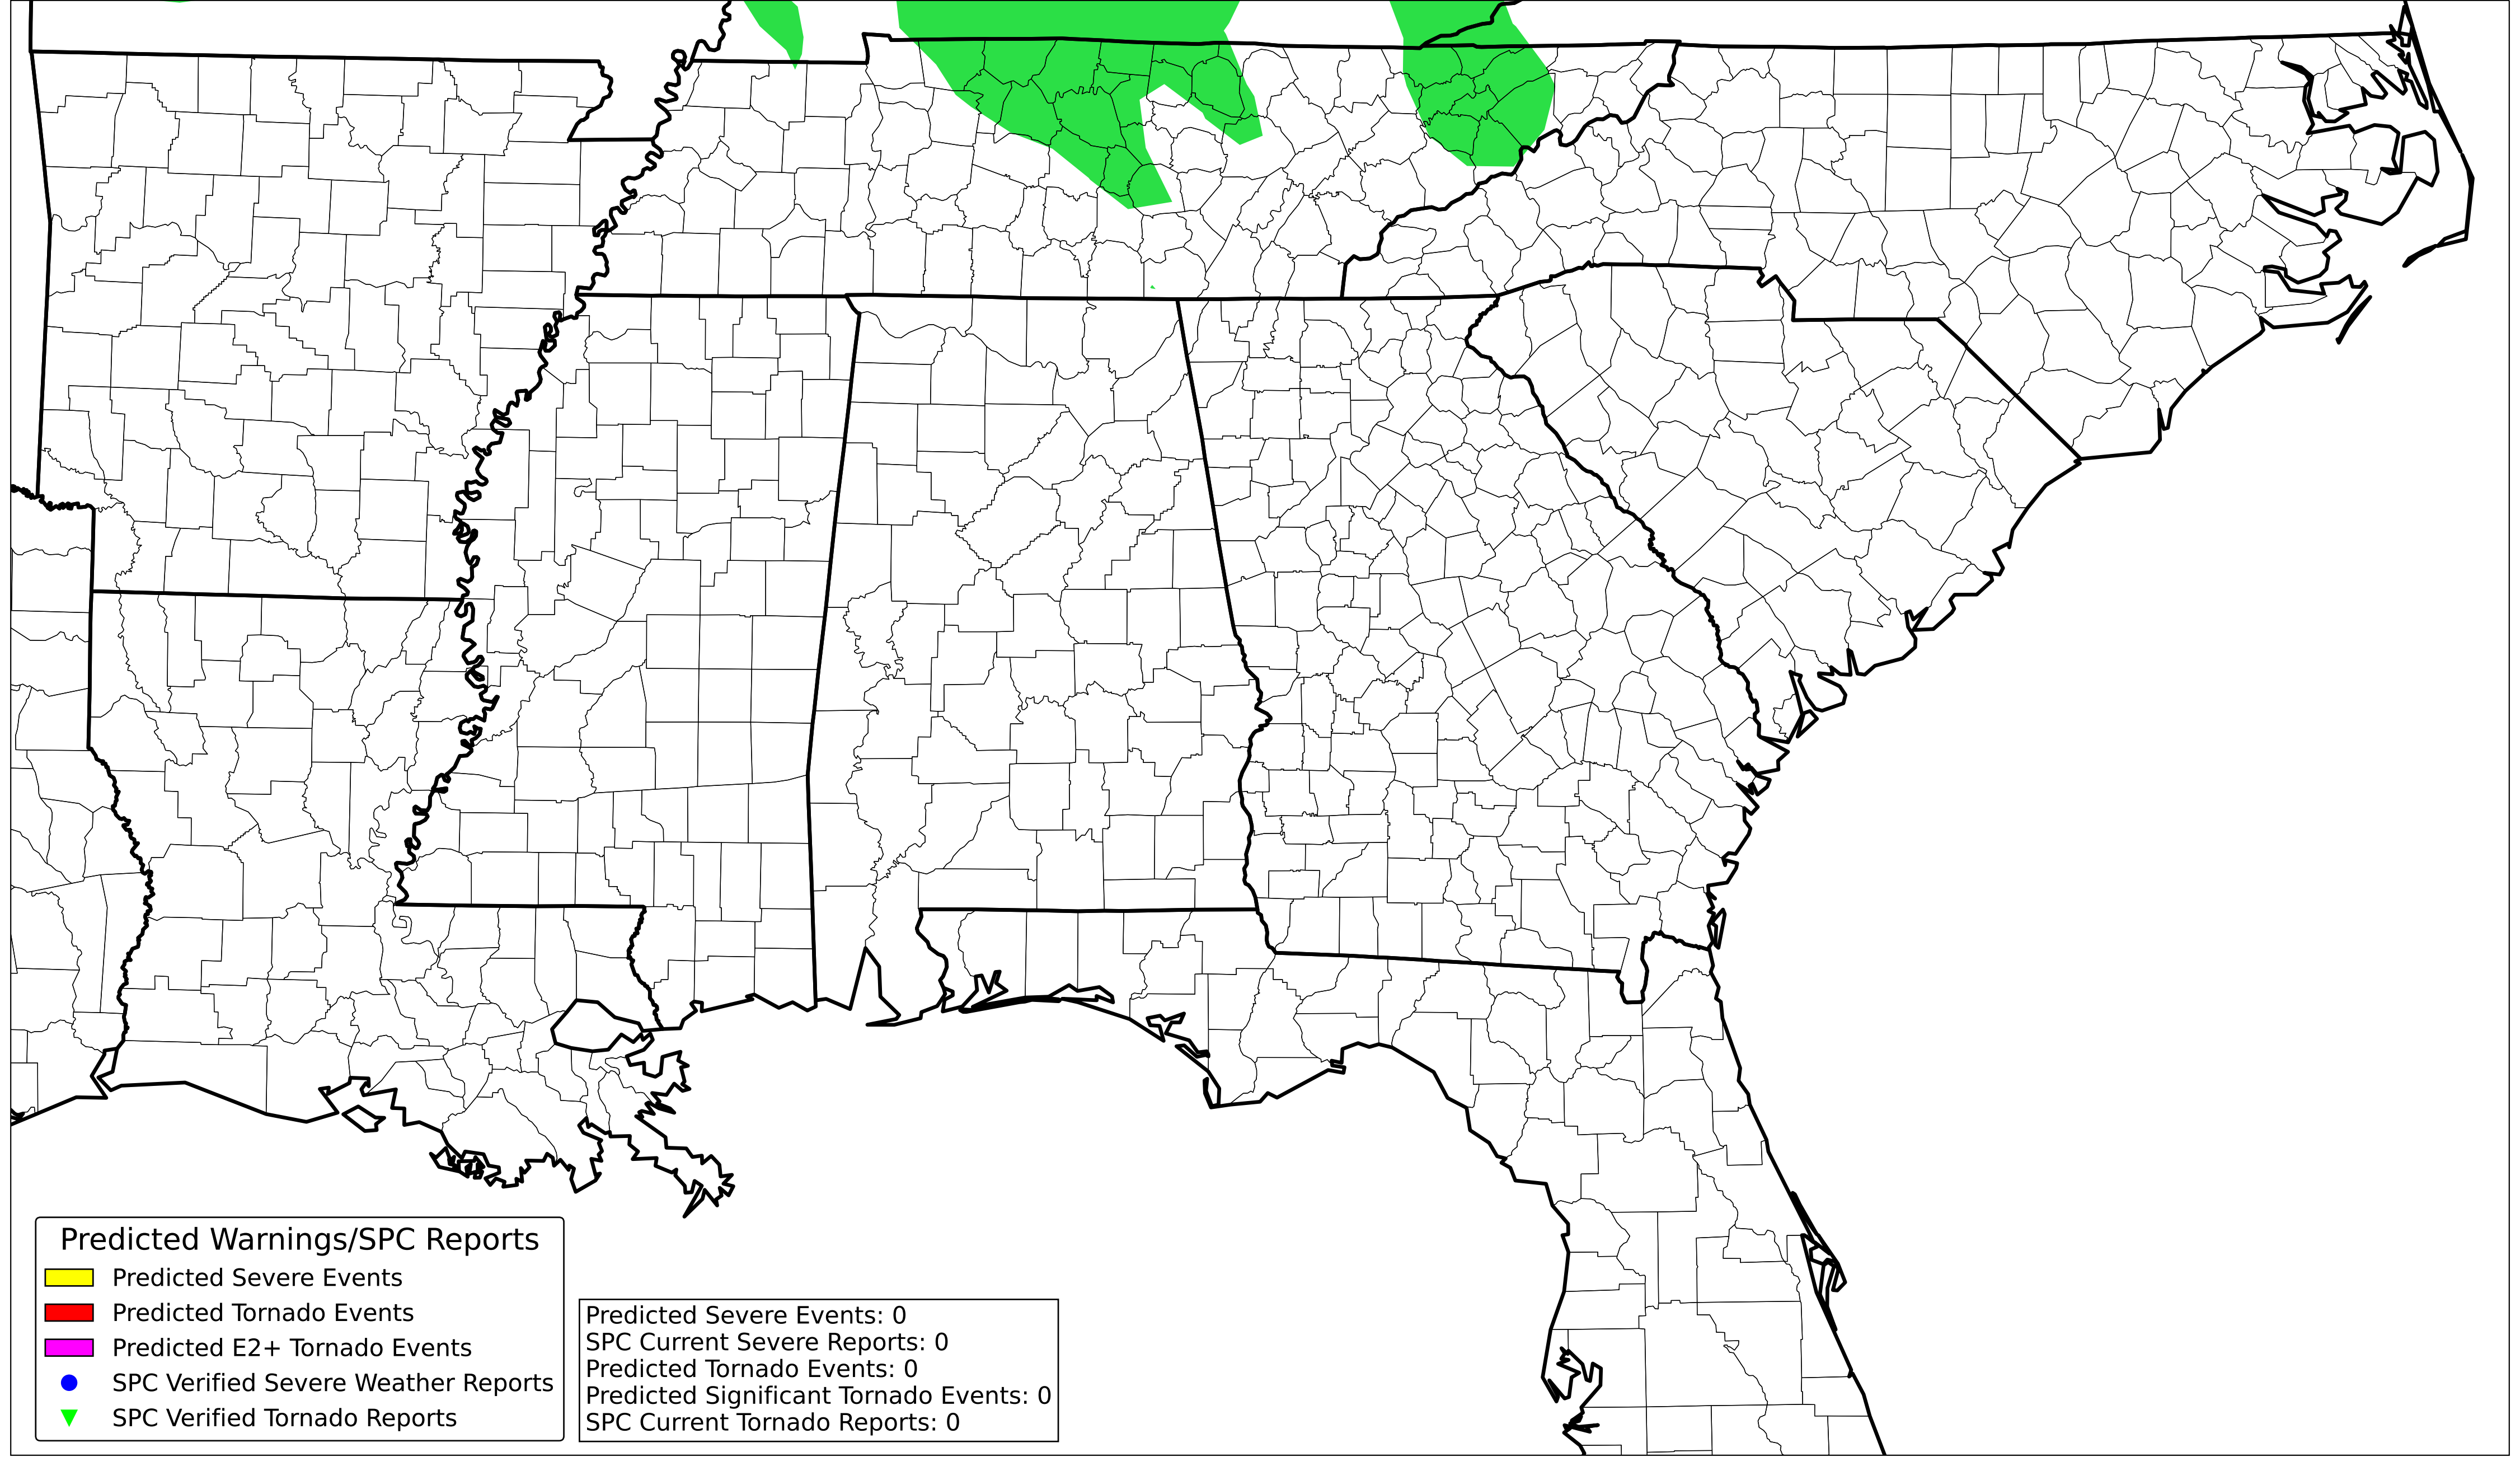 Predicted Warnings/SPC Reports
Predicted Severe Events
Predicted Tornado Events
Predicted E2+ Tornado Events
SPC Verified Severe Weather Reports
SPC Verified Tornado Reports
Predicted Severe Events: 0
SPC Current Severe Reports: 0
Predicted Tornado Events: 0
Predicted Significant Tornado Events: 0
SPC Current Tornado Reports: 0